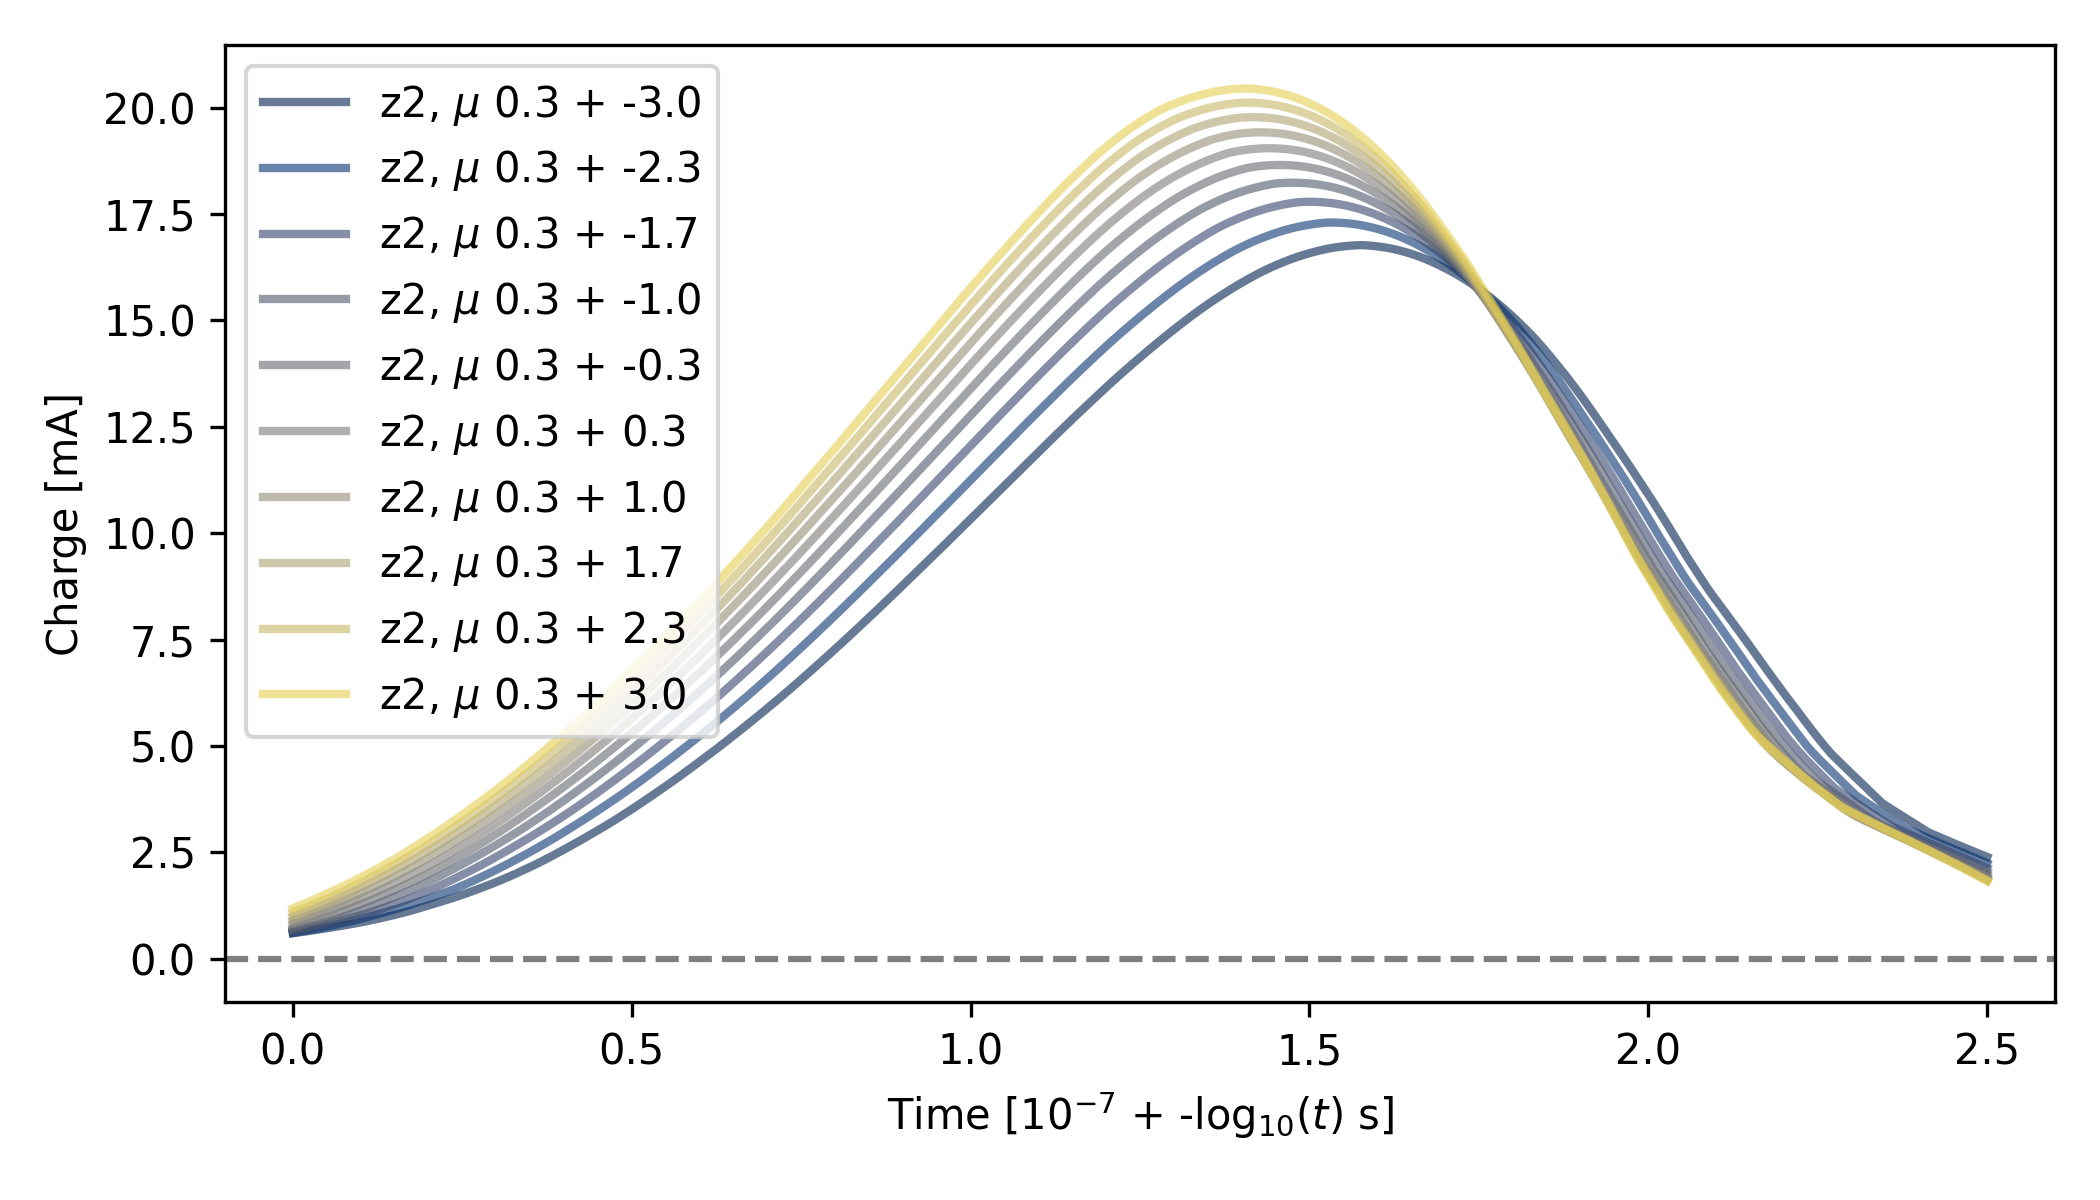 z2, μ 0.3 + -3.0
z2, μ 0.3 + -2.3
z2, μ 0.3 + -1.7
z2, μ 0.3 + -1.0
z2, μ 0.3 + -0.3
z2, μ 0.3 + 0.3
z2, μ 0.3 + 1.0
z2, μ 0.3 + 1.7
z2, μ 0.3 + 2.3
z2, μ 0.3 + 3.0
Charge [mA]
20.0
17.5
15.0
12.5
10.0
7.5
5.0
2.5
0.0
0.0 0.5 1.0 1.5 2.0 2.5
Time [10⁻⁷ + -log₁₀(t) s]